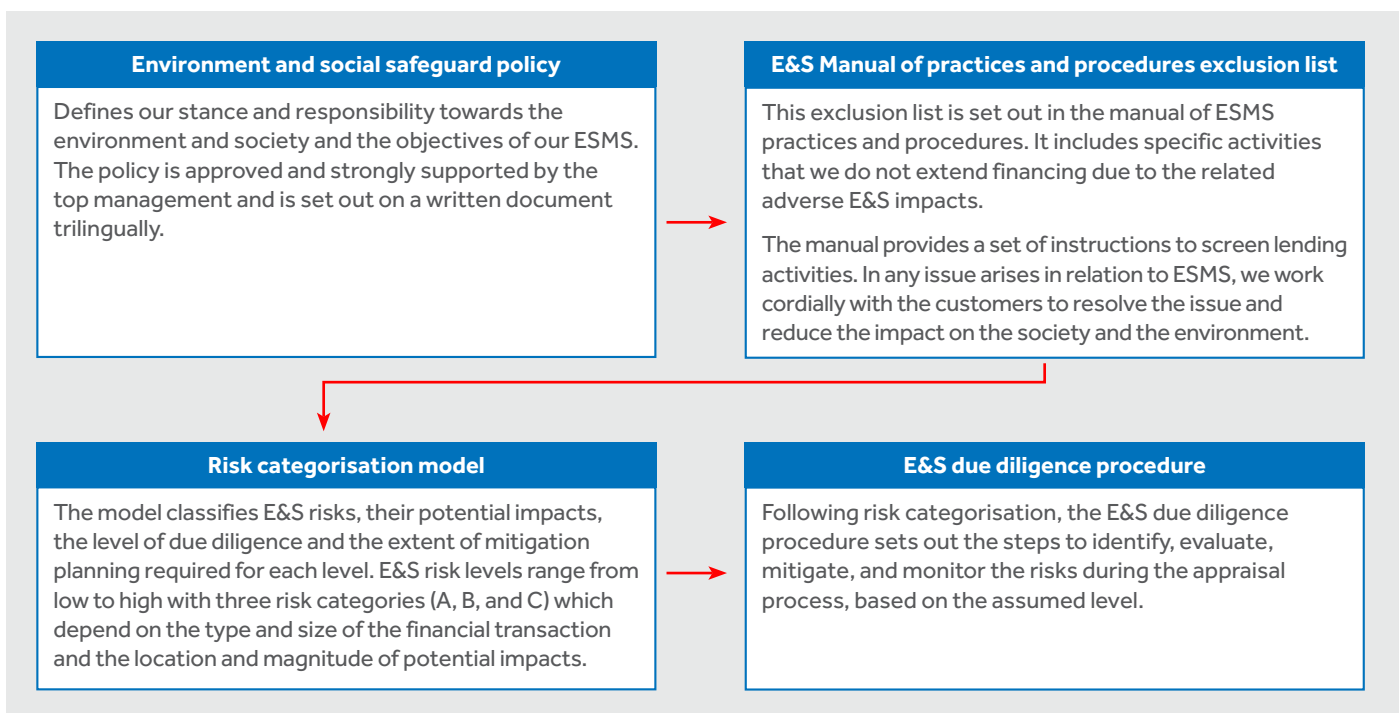 Environment and social safeguard policy
Defines our stance and responsibility towards the
environment and society and the objectives of our ESMS.
The policy is approved and strongly supported by the
top management and is set out on a written document
trilingually.
E&S Manual of practices and procedures exclusion list
This exclusion list is set out in the manual of ESMS
practices and procedures. It includes specific activities
that we do not extend financing due to the related
adverse E&S impacts.
The manual provides a set of instructions to screen lending
activities. In any issue arises in relation to ESMS, we work
cordially with the customers to resolve the issue and
reduce the impact on the society and the environment.
Risk categorisation model
The model classifies E&S risks, their potential impacts,
the level of due diligence and the extent of mitigation
planning required for each level. E&S risk levels range from
low to high with three risk categories (A, B, and C) which
depend on the type and size of the financial transaction
and the location and magnitude of potential impacts.
E&S due diligence procedure
Following risk categorisation, the E&S due diligence
procedure sets out the steps to identify, evaluate,
mitigate, and monitor the risks during the appraisal
process, based on the assumed level.